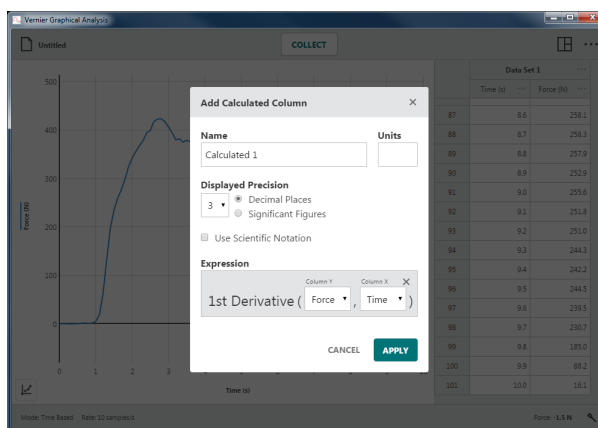 Vernier Graphical Analysis
Untitled
COLLECT
500
400
300
200
100
0
Force (N)
0 1 2 3
Time (s)
Add Calculated Column ×
Name Units
Calculated 1
Displayed Precision
3 Decimal Places
Significant Figures
Use Scientific Notation
Expression
Column Y Column X
1st Derivative ( Force , Time )
CANCEL APPLY
Data Set 1
Time (s) Force (N)
87 8.6 258.1
88 8.7 258.3
89 8.8 257.9
90 8.9 252.9
91 9.0 255.6
92 9.1 251.8
93 9.2 251.0
94 9.3 244.3
95 9.4 242.2
96 9.5 244.5
97 9.6 239.5
98 9.7 230.7
99 9.8 185.0
100 9.9 88.2
101 10.0 16.1
Mode: Time Based Rate: 10 samples/s
Force -1.5 N